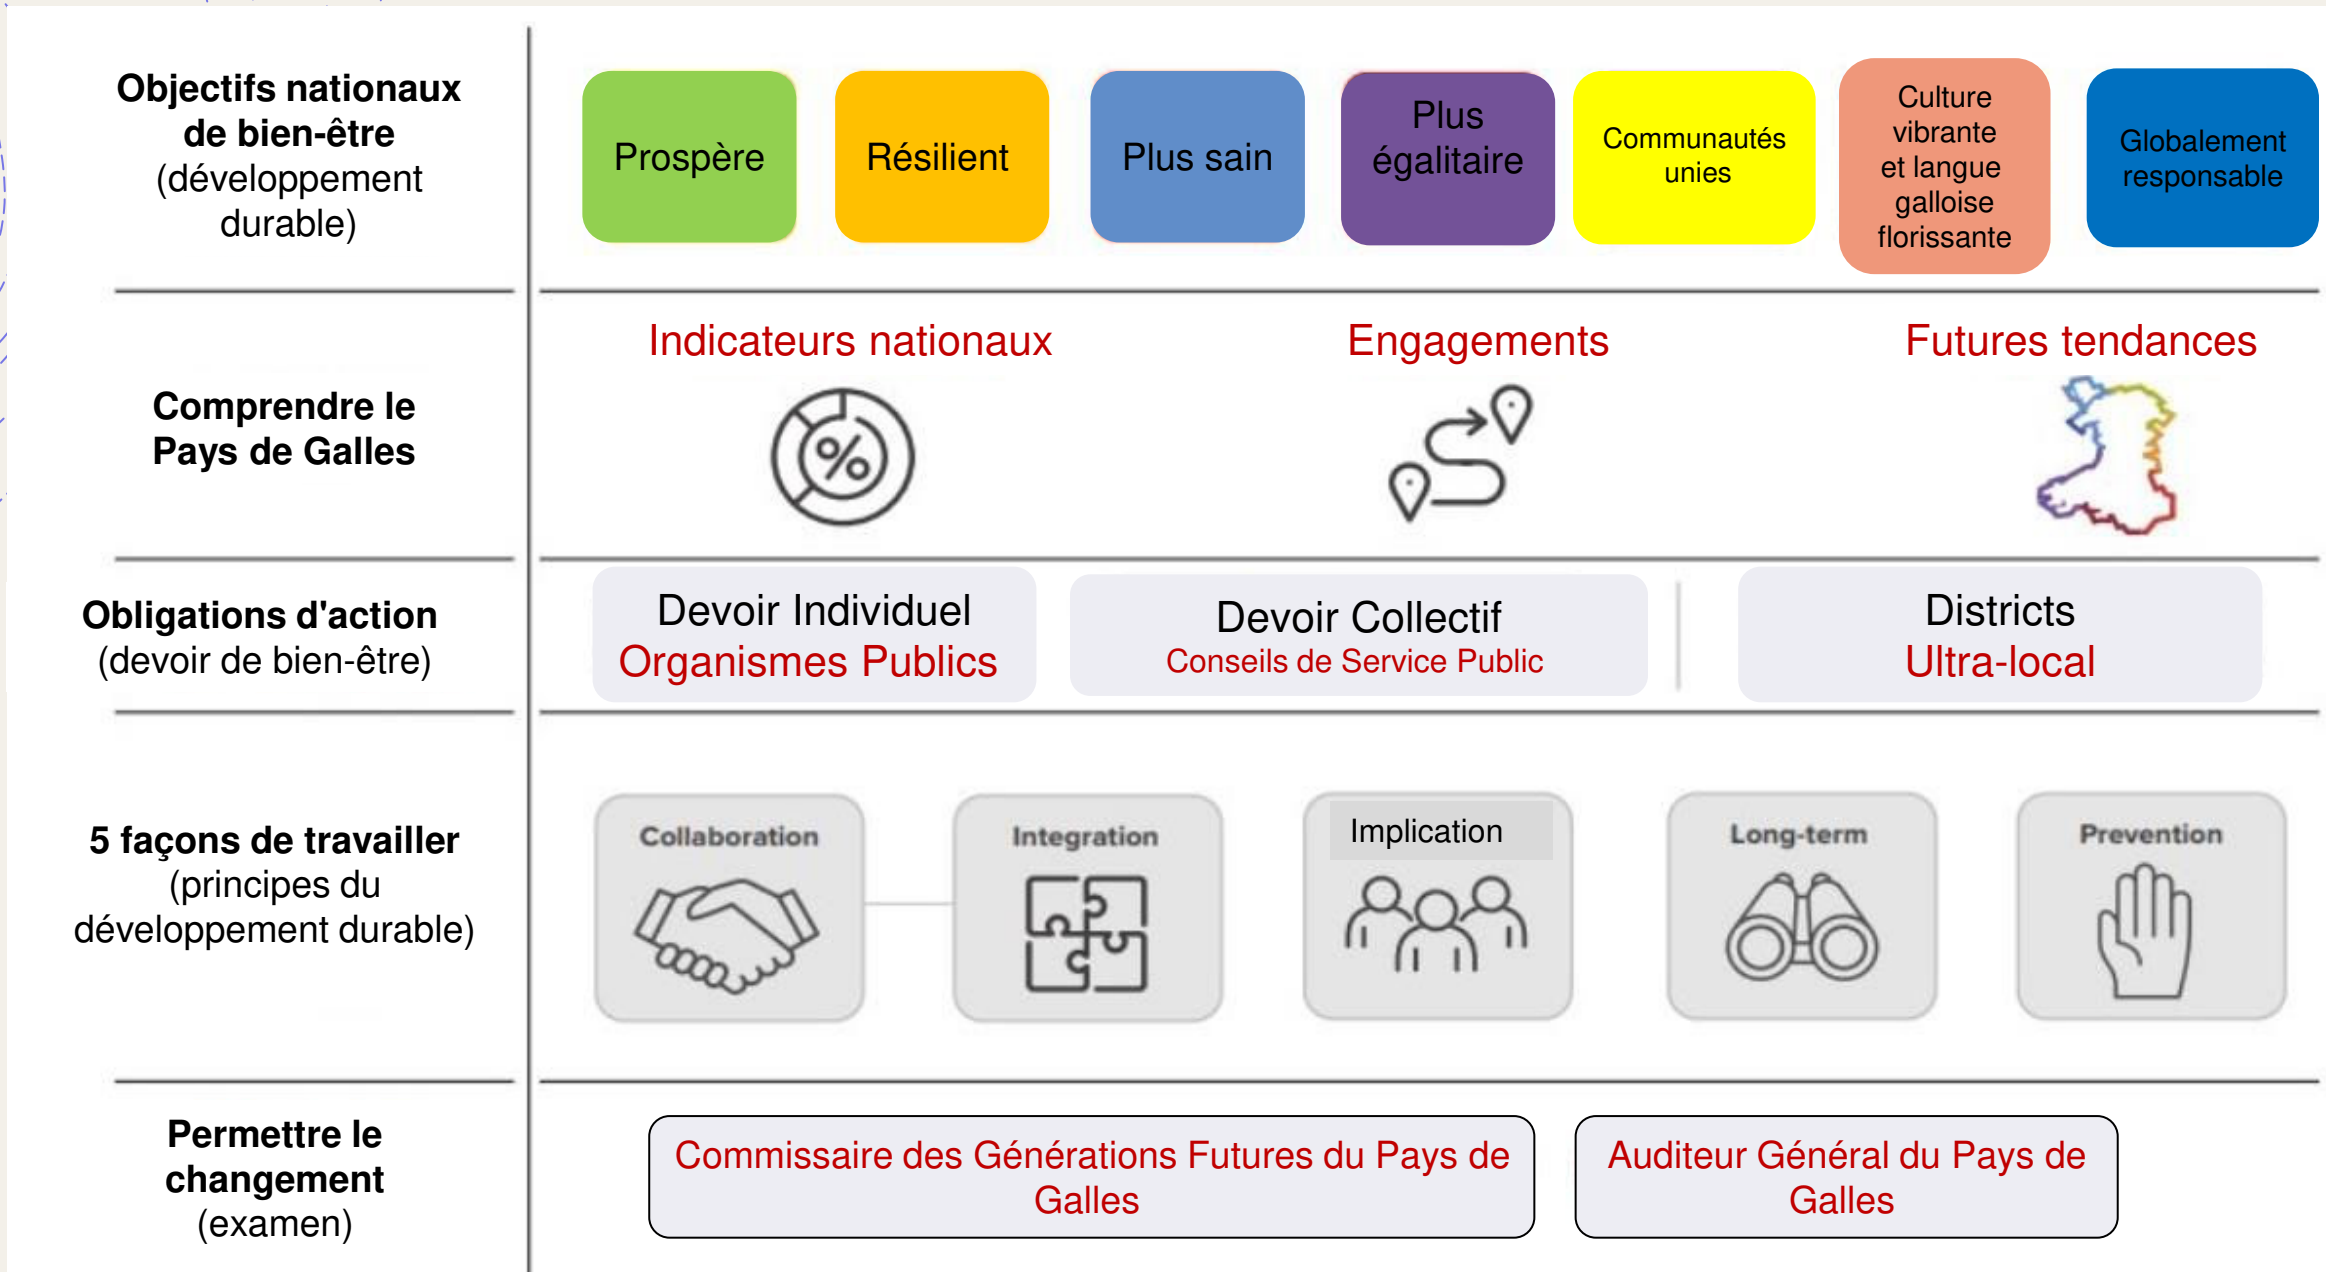 Objectifs nationaux
de bien-être
(développement
durable)
Prospère
Résilient
Plus sain
Plus
égalitaire
Communautés
unies
Culture
vibrante
et langue
galloise
florissante
Globalement
responsable
Comprendre le
Pays de Galles
Indicateurs nationaux
%
Engagements
Futures tendances
Obligations d'action
(devoir de bien-être)
Devoir Individuel
Organismes Publics
Devoir Collectif
Conseils de Service Public
Districts
Ultra-local
5 façons de travailler
(principes du
développement durable)
Collaboration
Integration
Implication
Long-term
Prevention
Permettre le
changement
(examen)
Commissaire des Générations Futures du Pays de
Galles
Auditeur Général du Pays de
Galles